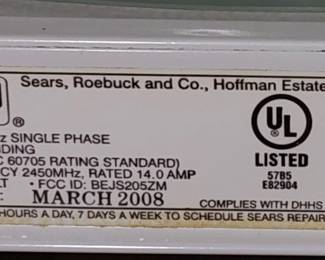 Sears, Roebuck and Co., Hoffman Estate
®
SINGLE PHASE
DING
UL
C 60705 RATING STANDARD)
LISTED
CY 2450MHz, RATED 14.0 AMP
57B5
LT • FCC ID: BEJS205ZM
E82904
MARCH 2008
COMPLIES WITH DHHS
HOURS A DAY, 7 DAYS A WEEK TO SCHEDULE SEARS REPAIR